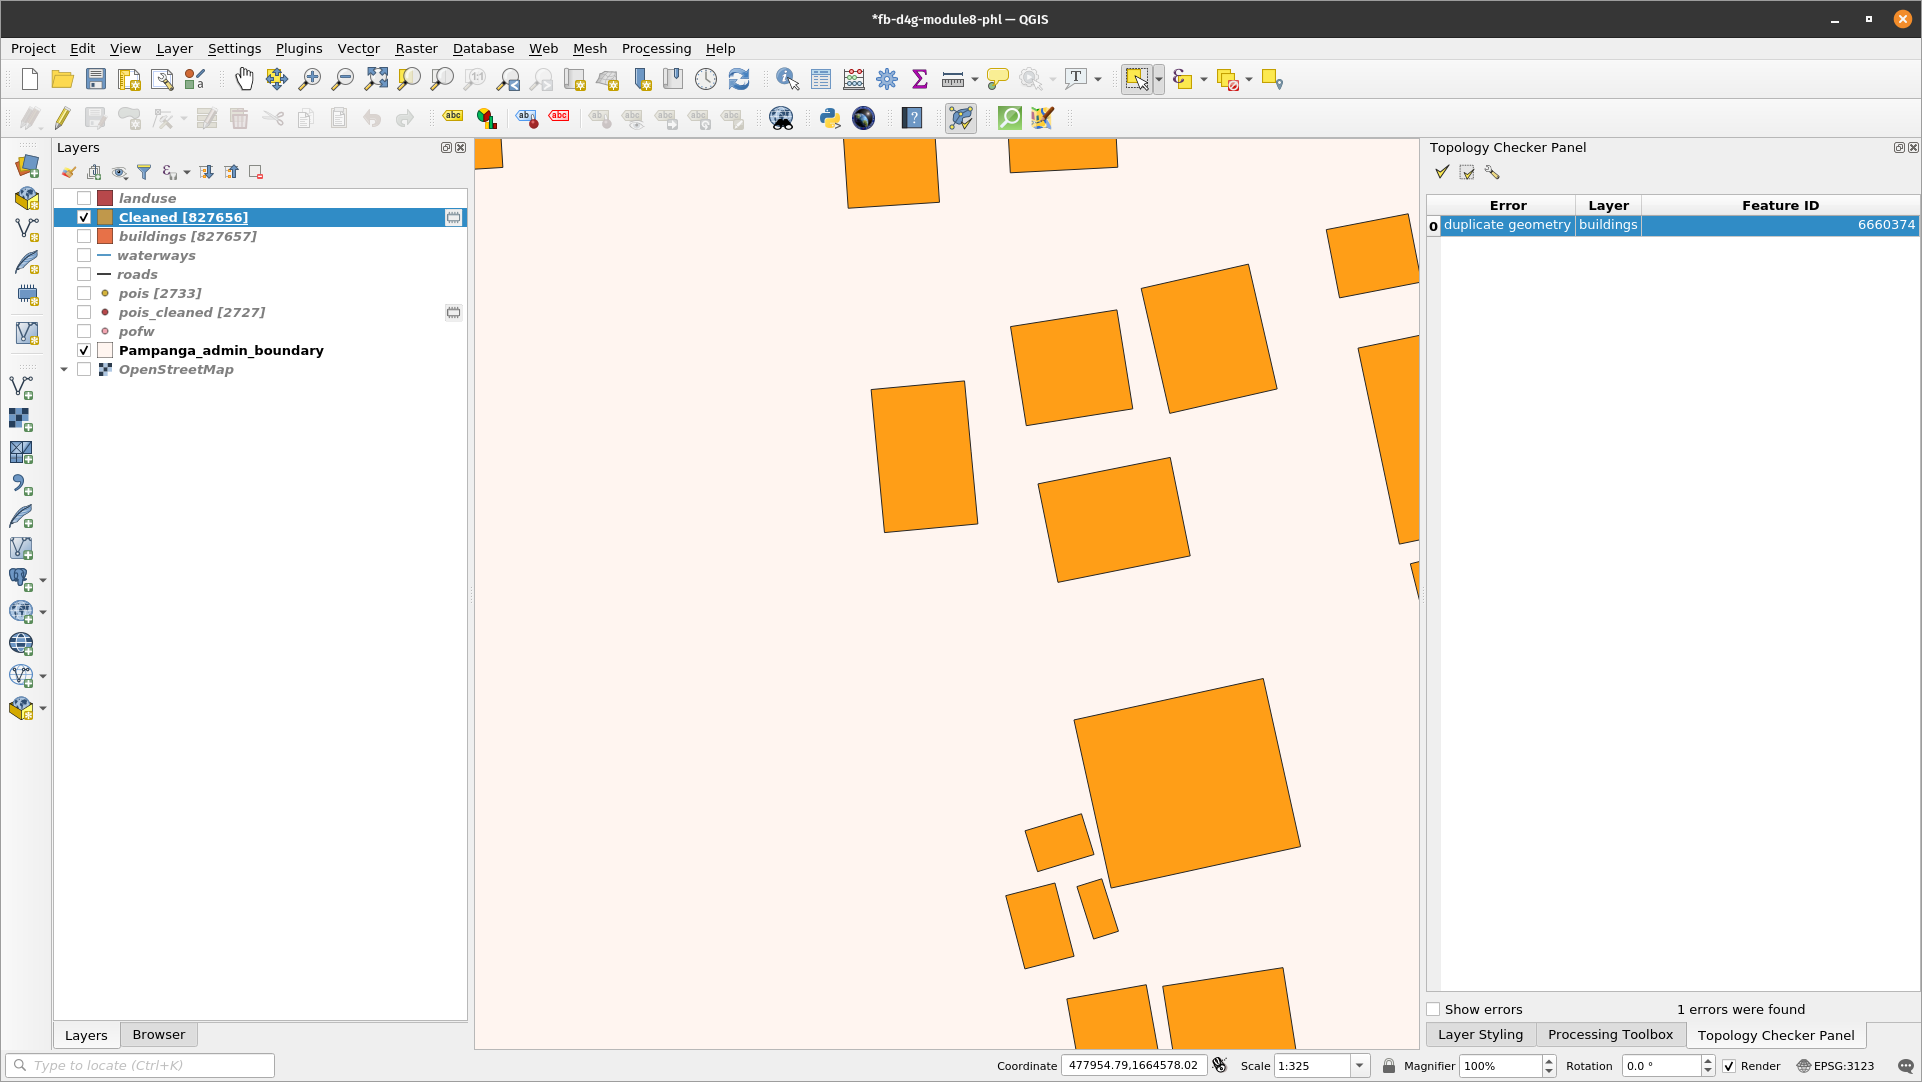 *fb-d4g-module8-phl — QGIS
Project Edit View Layer Settings Plugins Vector Raster Database Web Mesh Processing Help
Layers
landuse
Cleaned [827656]
buildings [827657]
waterways
roads
pois [2733]
pois_cleaned [2727]
pofw
Pampanga_admin_boundary
OpenStreetMap
Layers Browser
Topology Checker Panel
Error Layer Feature ID
0 duplicate geometry buildings 6660374
Show errors 1 errors were found
Layer Styling Processing Toolbox Topology Checker Panel
Type to locate (Ctrl+K) Coordinate 477954.79,1664578.02 Scale 1:325 Magnifier 100% Rotation 0.0 ° Render EPSG:3123